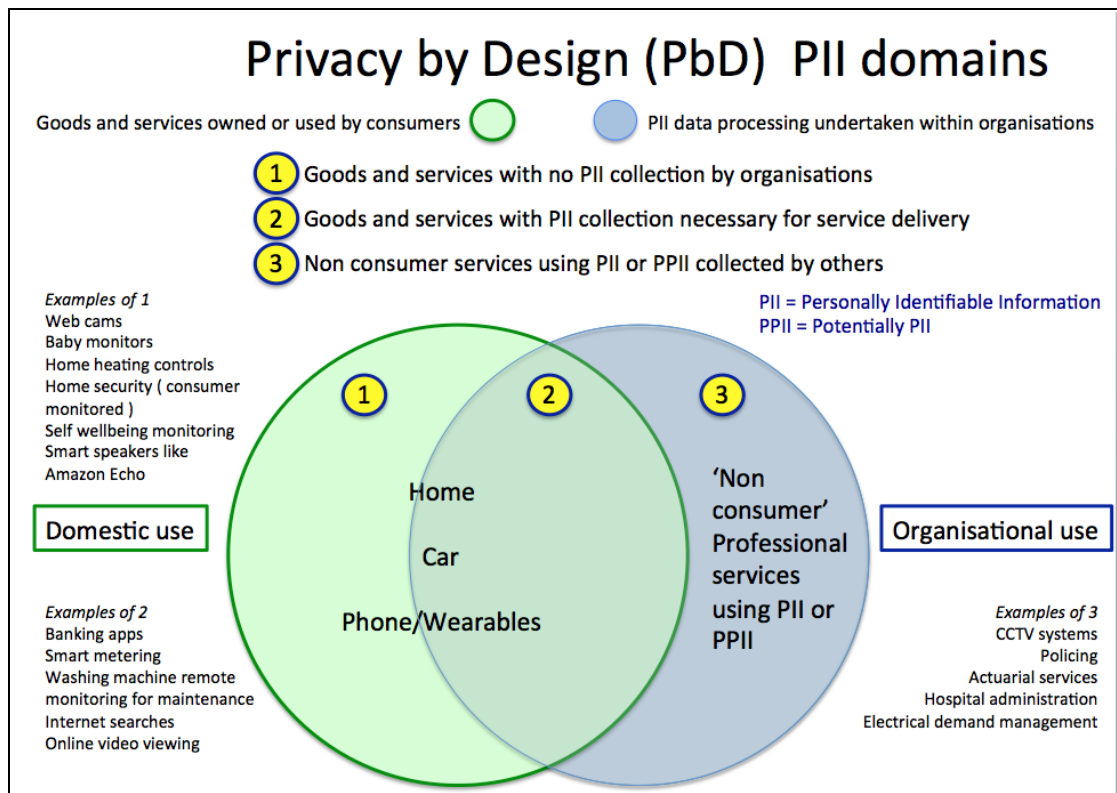 Privacy by Design (PbD) PII domains
Goods and services owned or used by consumers
PII data processing undertaken within organisations
1 Goods and services with no PII collection by organisations
2 Goods and services with PII collection necessary for service delivery
3 Non consumer services using PII or PPII collected by others
Examples of 1
Web cams
Baby monitors
Home heating controls
Home security ( consumer
monitored )
Self wellbeing monitoring
Smart speakers like
Amazon Echo
PII = Personally Identifiable Information
PPII = Potentially PII
1
2
3
Home
Car
Phone/Wearables
‘Non
consumer’
Professional
services
using PII or
PPII
Domestic use
Organisational use
Examples of 2
Banking apps
Smart metering
Washing machine remote
monitoring for maintenance
Internet searches
Online video viewing
Examples of 3
CCTV systems
Policing
Actuarial services
Hospital administration
Electrical demand management